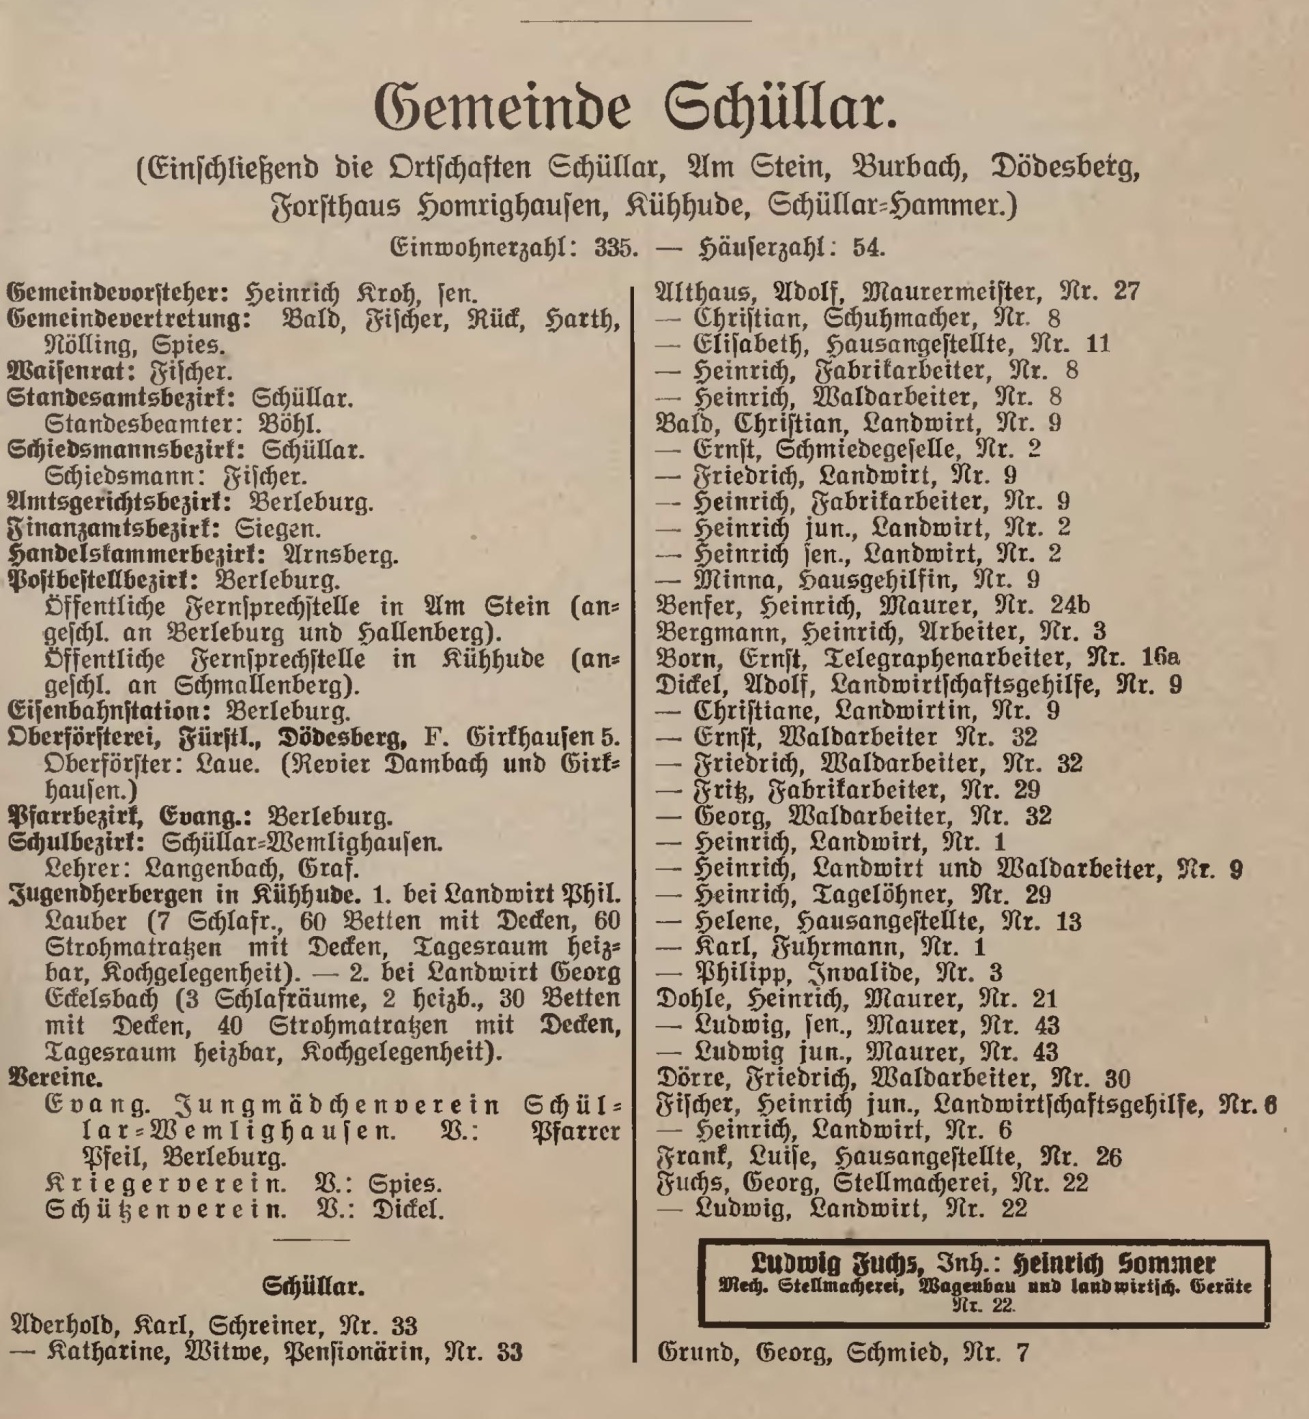 Gemeinde Schüllar.
(Einschließend die Ortschaften Schüllar, Am Stein, Burbach, Dödesberg,
Forsthaus Homrighausen, Kühhude, Schüllar-Hammer.)
Einwohnerzahl: 335. — Häuserzahl: 54.
Gemeindevorsteher: Heinrich Kroh, sen.
Gemeindevertretung: Bald, Fischer, Rück, Harth,
Nölling, Spies.
Waisenrat: Fischer.
Standesamtsbezirk: Schüllar.
Standesbeamter: Böhl.
Schiedsmannsbezirk: Schüllar.
Schiedsmann: Fischer.
Amtsgerichtsbezirk: Berleburg.
Finanzamtsbezirk: Siegen.
Handelskammerbezirk: Arnsberg.
Postbestellbezirk: Berleburg.
Öffentliche Fernsprechstelle in Am Stein (an-
geschl. an Berleburg und Hallenberg).
Öffentliche Fernsprechstelle in Kühhude (an-
geschl. an Schmallenberg).
Eisenbahnstation: Berleburg.
Oberförsterei, Fürstl., Dödesberg, F. Girkhausen 5.
Oberförster: Laue. (Revier Dambach und Girk-
hausen.)
Pfarrbezirk, Evang.: Berleburg.
Schulbezirk: Schüllar-Wemlighausen.
Lehrer: Langenbach, Graf.
Jugendherbergen in Kühhude. 1. bei Landwirt Phil.
Lauber (7 Schlafr., 60 Betten mit Decken, 60
Strohmatratzen mit Decken, Tagesraum heiz-
bar, Kochgelegenheit). — 2. bei Landwirt Georg
Eckelsbach (3 Schlafräume, 2 heizb., 30 Betten
mit Decken, 40 Strohmatratzen mit Decken,
Tagesraum heizbar, Kochgelegenheit).
Vereine.
Evang. Jungmädchenverein Schül-
lar-Wemlighausen. V.: Pfarrer
Pfeil, Berleburg.
Kriegerverein. V.: Spies.
Schützenverein. V.: Dickel.
Schüllar.
Aderhold, Karl, Schreiner, Nr. 33
— Katharine, Witwe, Pensionärin, Nr. 33
Althaus, Adolf, Maurermeister, Nr. 27
— Christian, Schuhmacher, Nr. 8
— Elisabeth, Hausangestellte, Nr. 11
— Heinrich, Fabrikarbeiter, Nr. 8
— Heinrich, Waldarbeiter, Nr. 8
Bald, Christian, Landwirt, Nr. 9
— Ernst, Schmiedegeselle, Nr. 2
— Friedrich, Landwirt, Nr. 9
— Heinrich, Fabrikarbeiter, Nr. 9
— Heinrich jun., Landwirt, Nr. 2
— Heinrich sen., Landwirt, Nr. 2
— Minna, Hausgehilfin, Nr. 9
Benfer, Heinrich, Maurer, Nr. 24b
Bergmann, Heinrich, Arbeiter, Nr. 3
Born, Ernst, Telegraphenarbeiter, Nr. 16a
Dickel, Adolf, Landwirtschaftsgehilfe, Nr. 9
— Christiane, Landwirtin, Nr. 9
— Ernst, Waldarbeiter Nr. 32
— Friedrich, Waldarbeiter, Nr. 32
— Fritz, Fabrikarbeiter, Nr. 29
— Georg, Waldarbeiter, Nr. 32
— Heinrich, Landwirt, Nr. 1
— Heinrich, Landwirt und Waldarbeiter, Nr. 9
— Heinrich, Tagelöhner, Nr. 29
— Helene, Hausangestellte, Nr. 13
— Karl, Fuhrmann, Nr. 1
— Philipp, Invalide, Nr. 3
Dohle, Heinrich, Maurer, Nr. 21
— Ludwig, sen., Maurer, Nr. 43
— Ludwig jun., Maurer, Nr. 43
Dörre, Friedrich, Waldarbeiter, Nr. 30
Fischer, Heinrich jun., Landwirtschaftsgehilfe, Nr. 6
— Heinrich, Landwirt, Nr. 6
Frank, Luise, Hausangestellte, Nr. 26
Fuchs, Georg, Stellmacherei, Nr. 22
— Ludwig, Landwirt, Nr. 22
Ludwig Fuchs, Inh.: Heinrich Sommer
Mech. Stellmacherei, Wagenbau und landwirtsch. Geräte
Nr. 22.
Grund, Georg, Schmied, Nr. 7